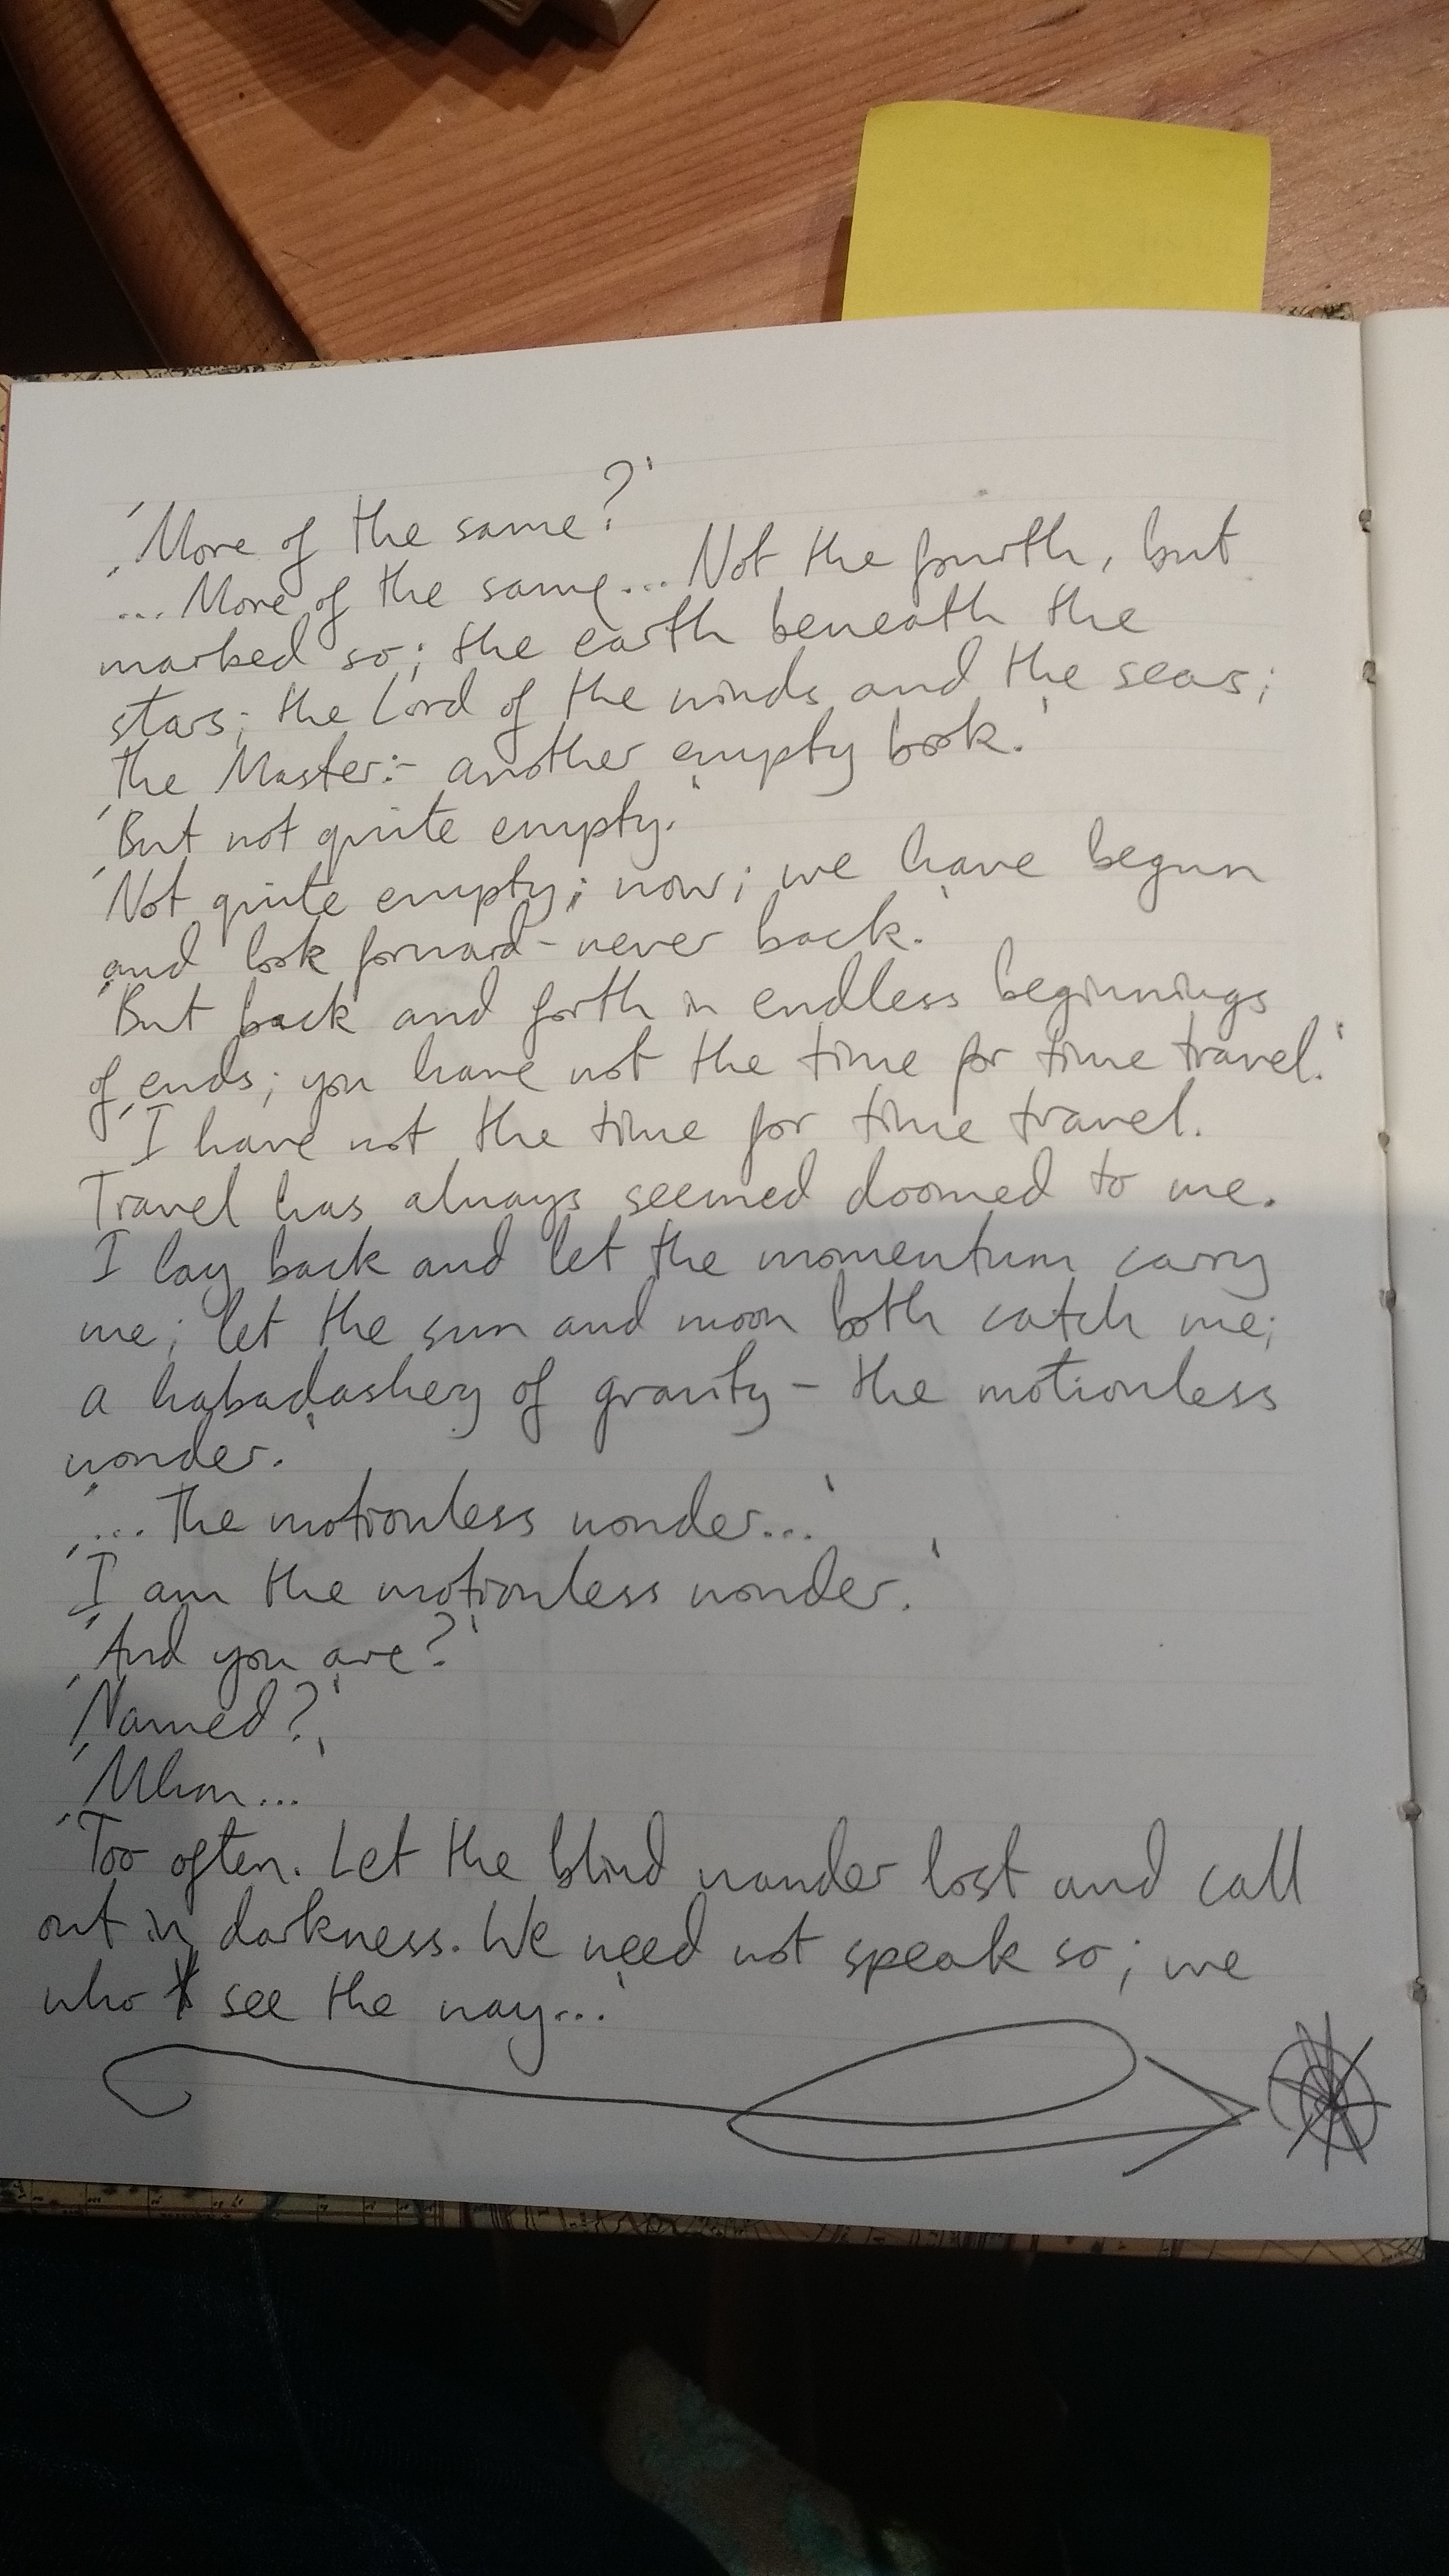 'More of the same?'
'...More of the same... Not the fourth, but
marked so; the earth beneath the
stars; the Lord of the winds and the seas;
the Master:- another empty book.'
'But not quite empty.'
'Not quite empty; now; we have begun
and look forward - never back.'
'But back and forth in endless beginnings
of ends; you have not the time for time travel.'
'I have not the time for time travel.
Travel has always seemed doomed to me.
I lay back and let the momentum carry
me; let the sun and moon both catch me;
a habadashery of gravity - the motionless
wonder.'
'... The motionless wonder...'
'I am the motionless wonder.'
'And you are?'
'Named?'
'Mhm...'
'Too often. Let the blind wander lost and call
out in darkness. We need not speak so; we
who see the way...'